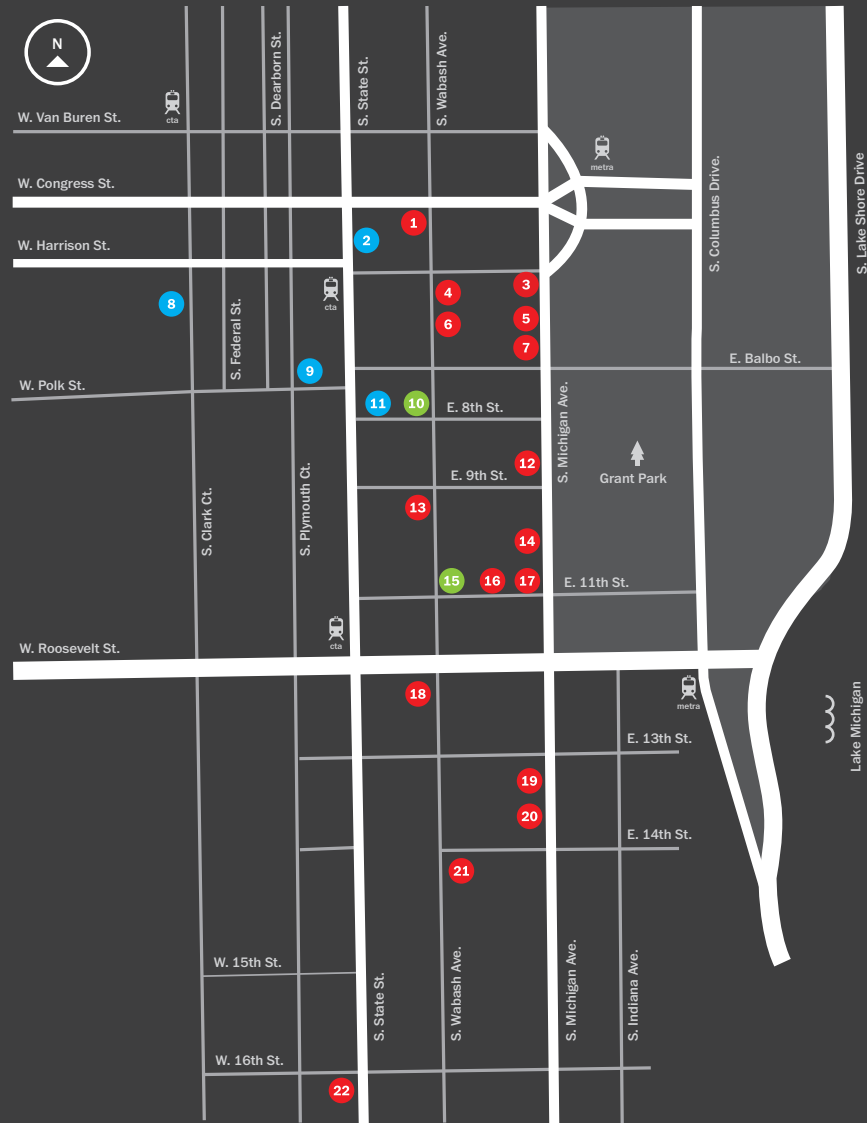 N
S. Dearborn St.
S. State St.
S. Wabash Ave.
cta
W. Van Buren St.
metra
W. Congress St.
S. Columbus Drive.
S. Lake Shore Drive
1
2
W. Harrison St.
cta
3
4
5
6
7
8
S. Federal St.
9
E. Balbo St.
W. Polk St.
11
10
E. 8th St.
S. Michigan Ave.
12
E. 9th St.
Grant Park
S. Clark Ct.
S. Plymouth Ct.
13
14
15
16
17
E. 11th St.
cta
W. Roosevelt St.
18
metra
Lake Michigan
E. 13th St.
19
20
E. 14th St.
21
W. 15th St.
S. State St.
S. Wabash Ave.
S. Michigan Ave.
S. Indiana Ave.
W. 16th St.
22